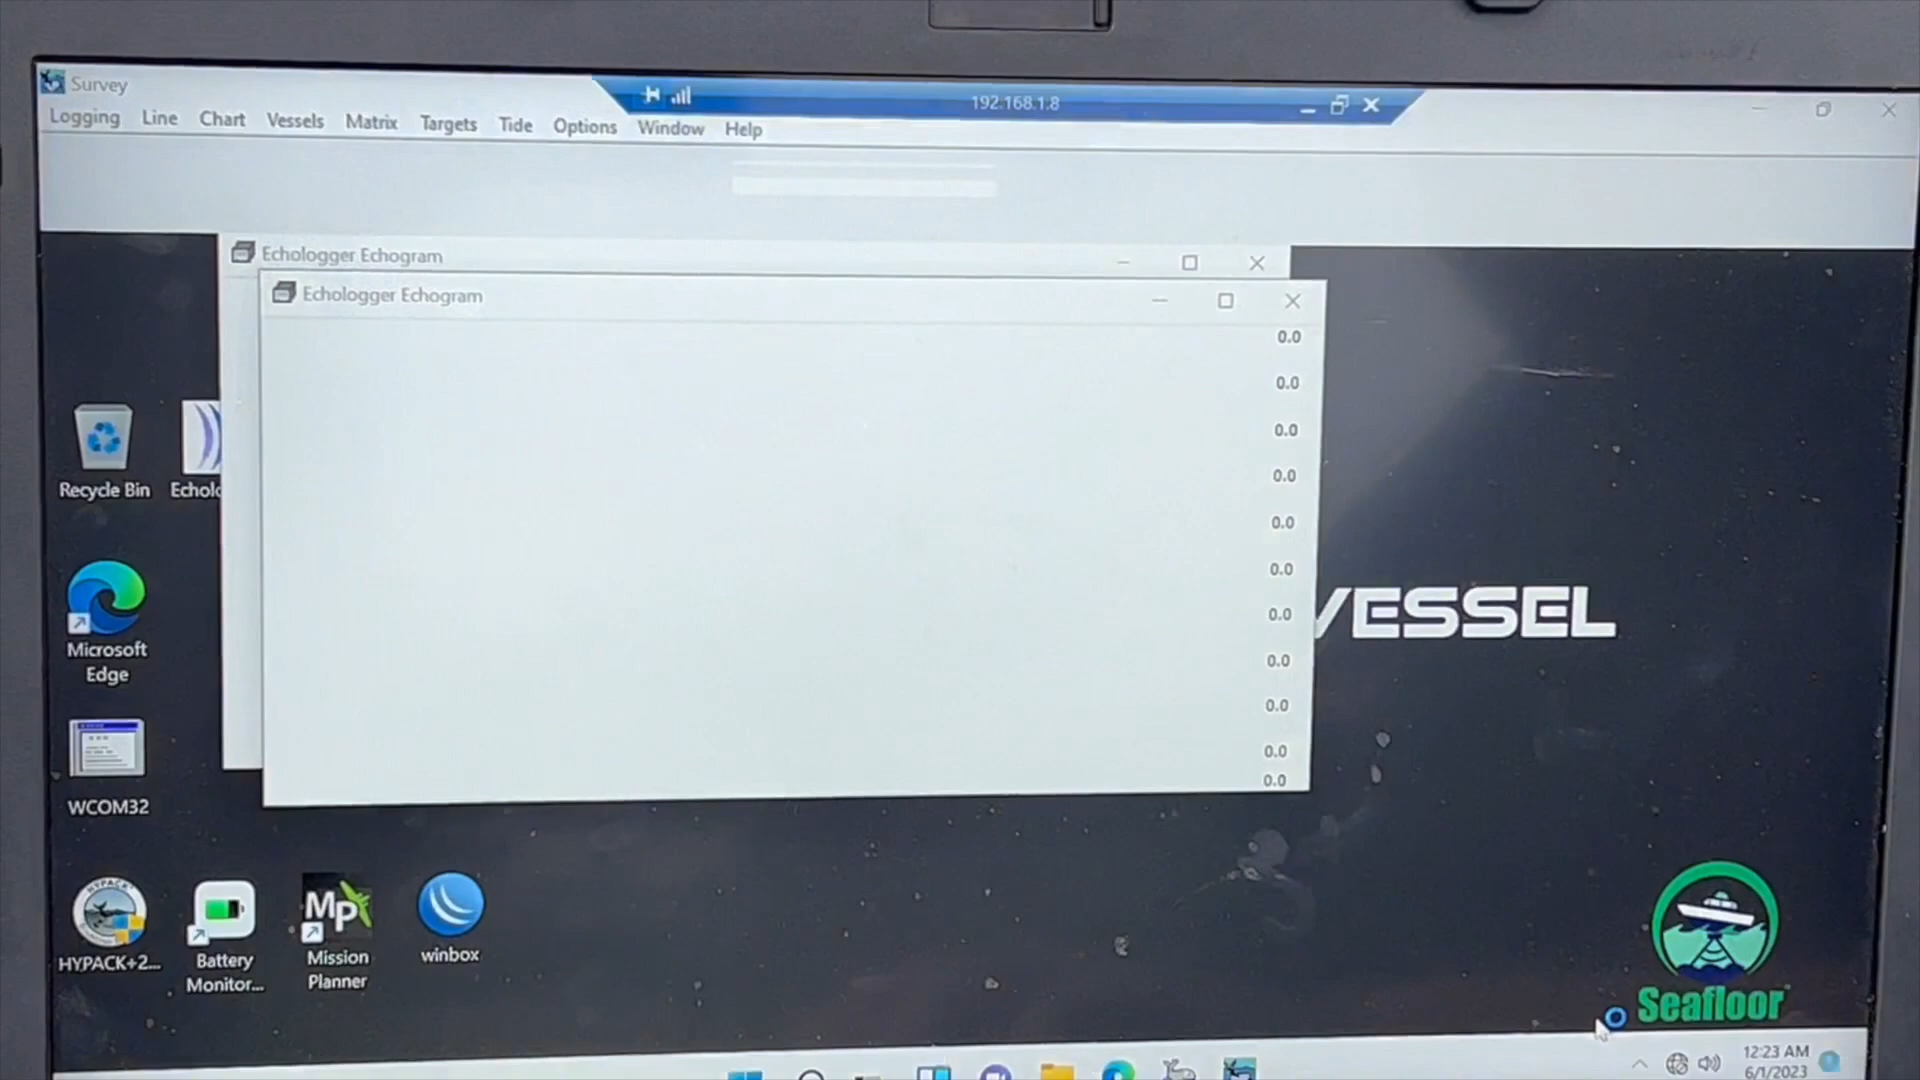 Survey
192.168.1.8
Logging Line Chart Vessels Matrix Targets Tide Options Window Help
Echologger Echogram
Echologger Echogram
0.0
0.0
0.0
0.0
0.0
0.0
0.0
0.0
0.0
0.0
0.0
VESSEL
Recycle Bin
Echolo
Microsoft
Edge
WCOM32
HYPACK
HYPACK+2...
Battery
Monitor...
MP
Mission
Planner
winbox
Seafloor
12:23 AM
6/1/2023